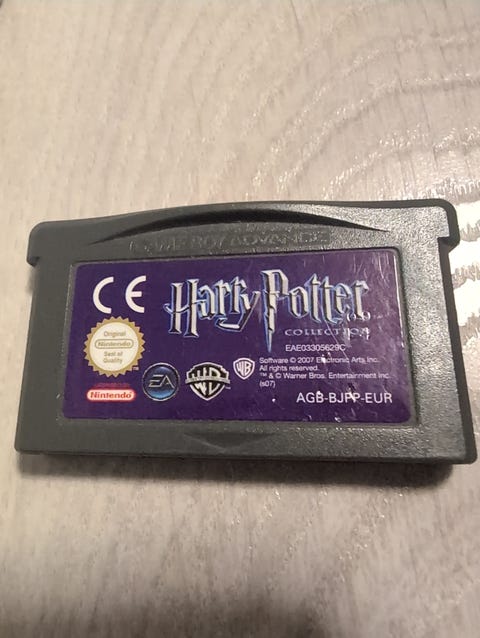 GAME BOY ADVANCE
CE
Harry Potter
COLLECTION
EAE03305629C
Original
Nintendo
Seal of
Quality
Software © 2007 Electronic Arts Inc.
All rights reserved.
™ & © Warner Bros. Entertainment Inc.
(s07)
Nintendo
EA
WB
AGB-BJPP-EUR